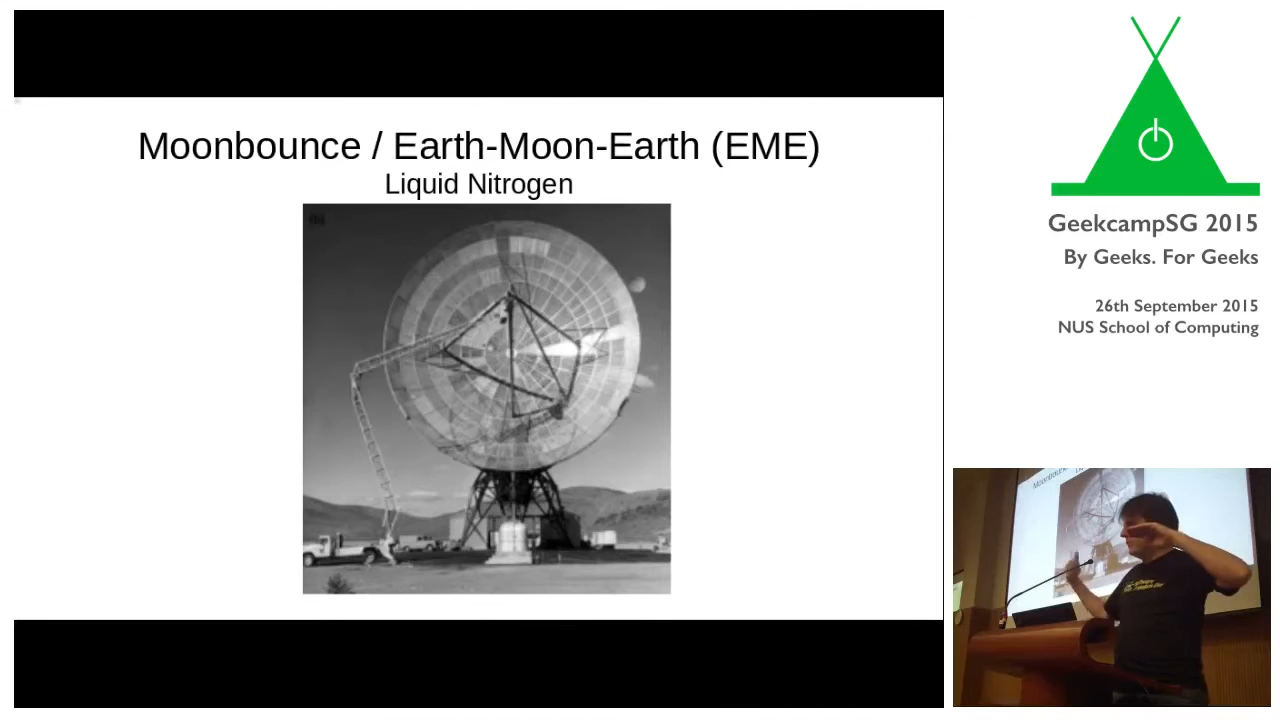 Moonbounce / Earth-Moon-Earth (EME)
Liquid Nitrogen
GeekcampSG 2015
By Geeks. For Geeks
26th September 2015
NUS School of Computing
Moonbounce